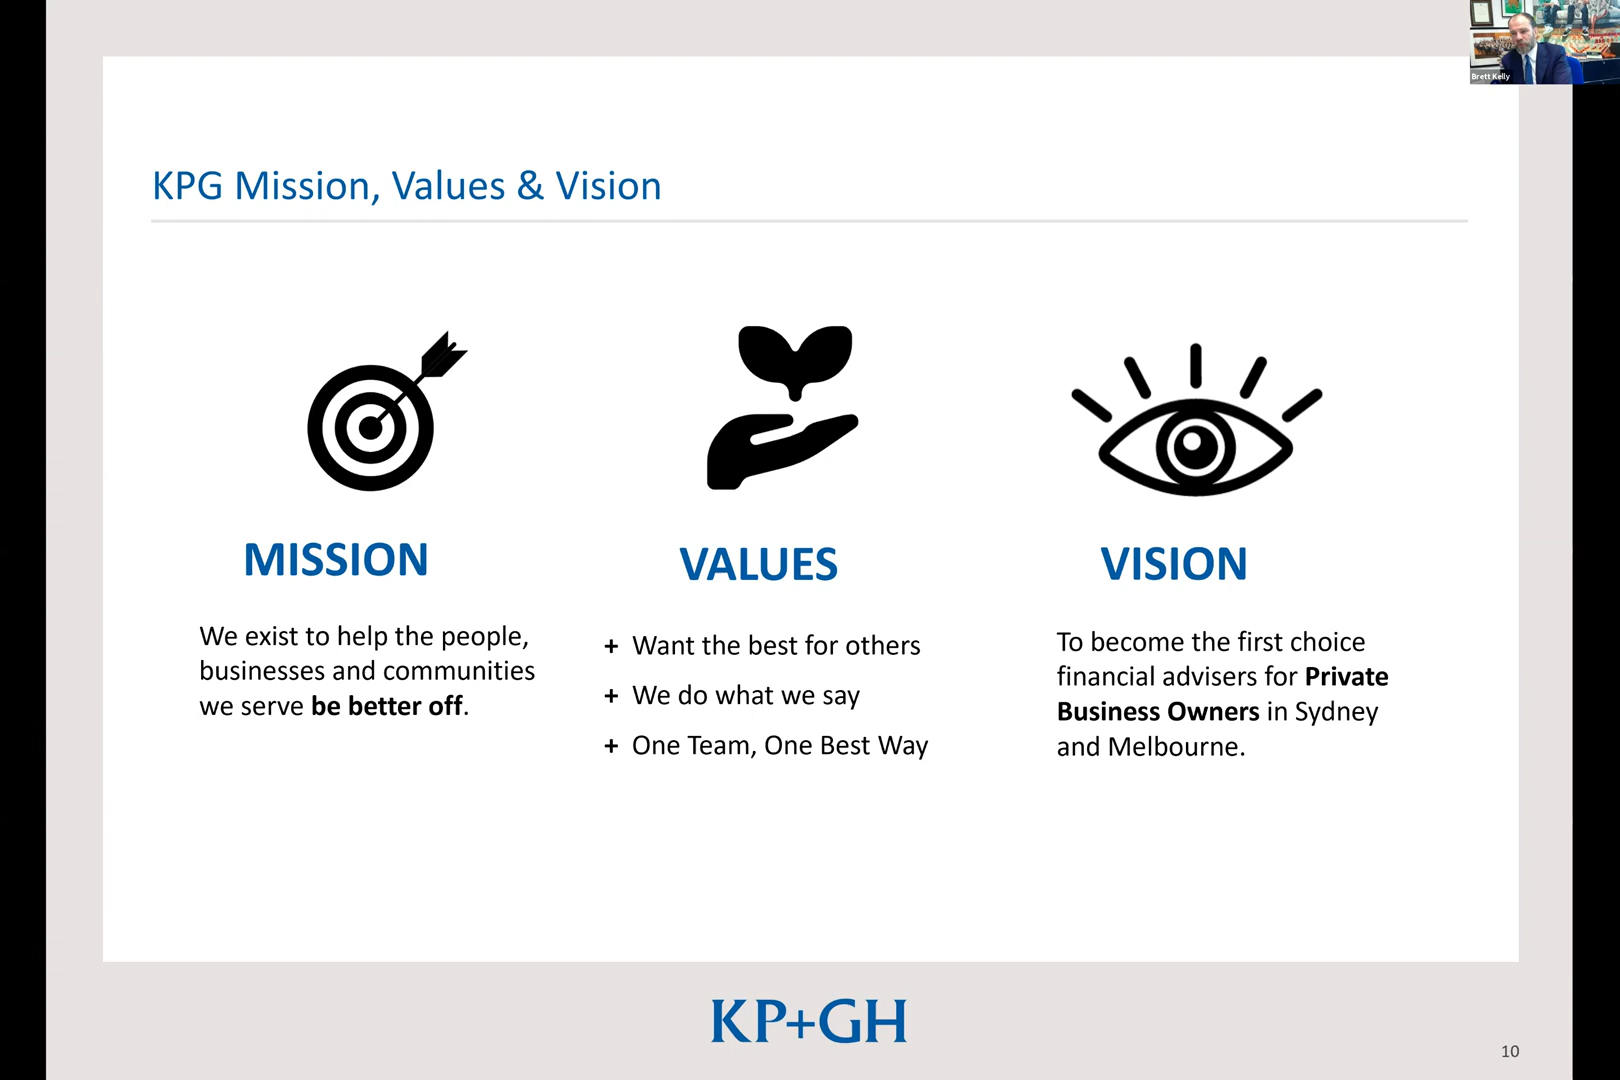 Brett Kelly
KPG Mission, Values & Vision
MISSION
We exist to help the people,
businesses and communities
we serve be better off.
VALUES
+ Want the best for others
+ We do what we say
+ One Team, One Best Way
VISION
To become the first choice
financial advisers for Private
Business Owners in Sydney
and Melbourne.
KP+GH
10